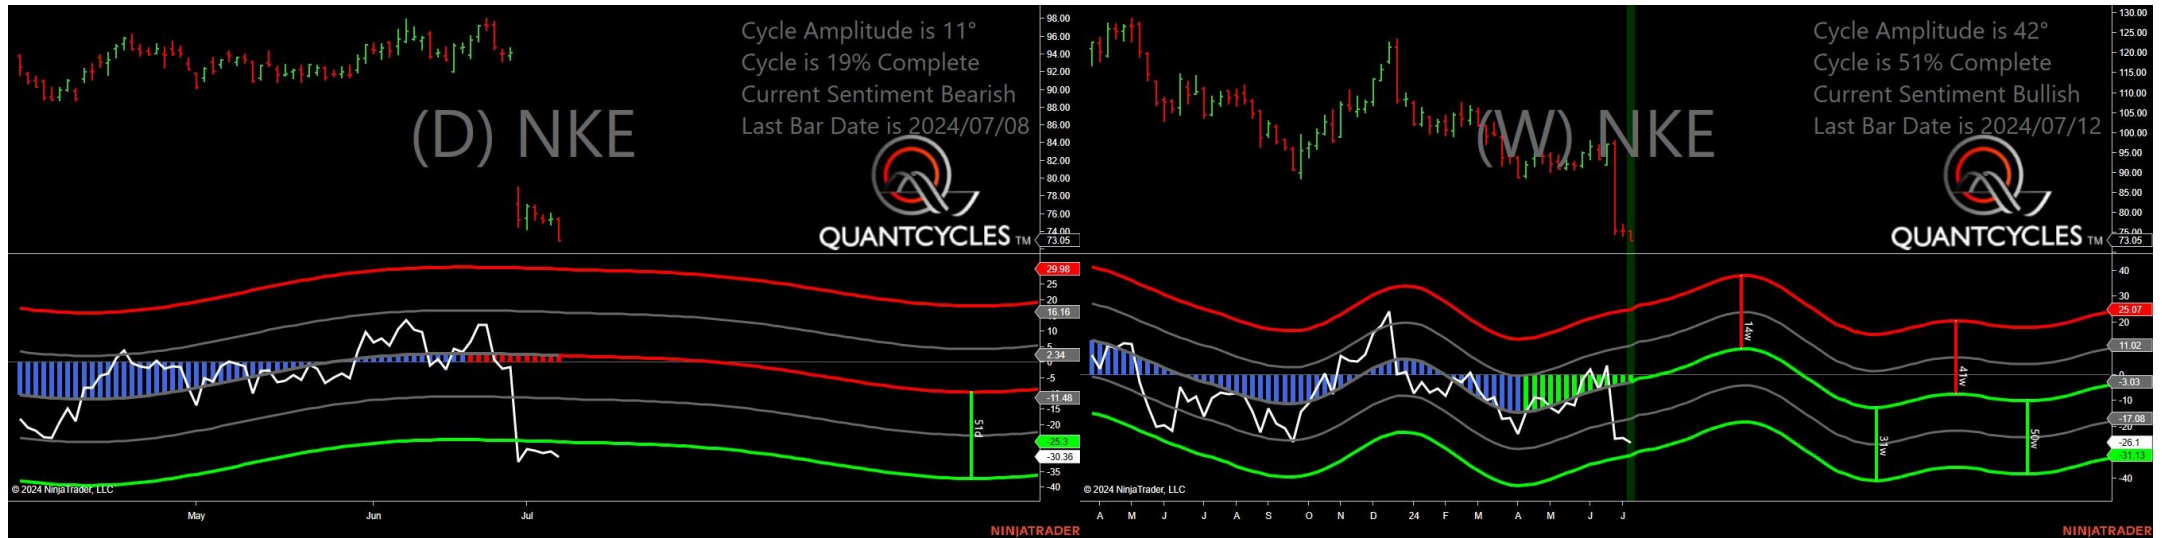 Cycle Amplitude is 11°
Cycle is 19% Complete
Current Sentiment Bearish
Last Bar Date is 2024/07/08
(D) NKE
QUANTCYCLES TM
98.00
96.00
94.00
92.00
90.00
88.00
86.00
84.00
82.00
80.00
78.00
76.00
74.00
73.05
29.98
25
20
16.16
10
5
2.34
-5
-11.48
-15
-20
-25.3
-30.36
-35
-40
51d
© 2024 NinjaTrader, LLC
May
Jun
Jul
NINJATRADER
Cycle Amplitude is 42°
Cycle is 51% Complete
Current Sentiment Bullish
Last Bar Date is 2024/07/12
(W) NKE
QUANTCYCLES TM
130.00
125.00
120.00
115.00
110.00
105.00
100.00
95.00
90.00
85.00
80.00
75.00
73.05
40
30
25.07
20
11.02
0
-3.03
-10
-17.08
-20
-26.1
-31.13
-40
14w
31w
41w
50w
© 2024 NinjaTrader, LLC
A M J J A S O N D 24 F M A M J J
NINJATRADER